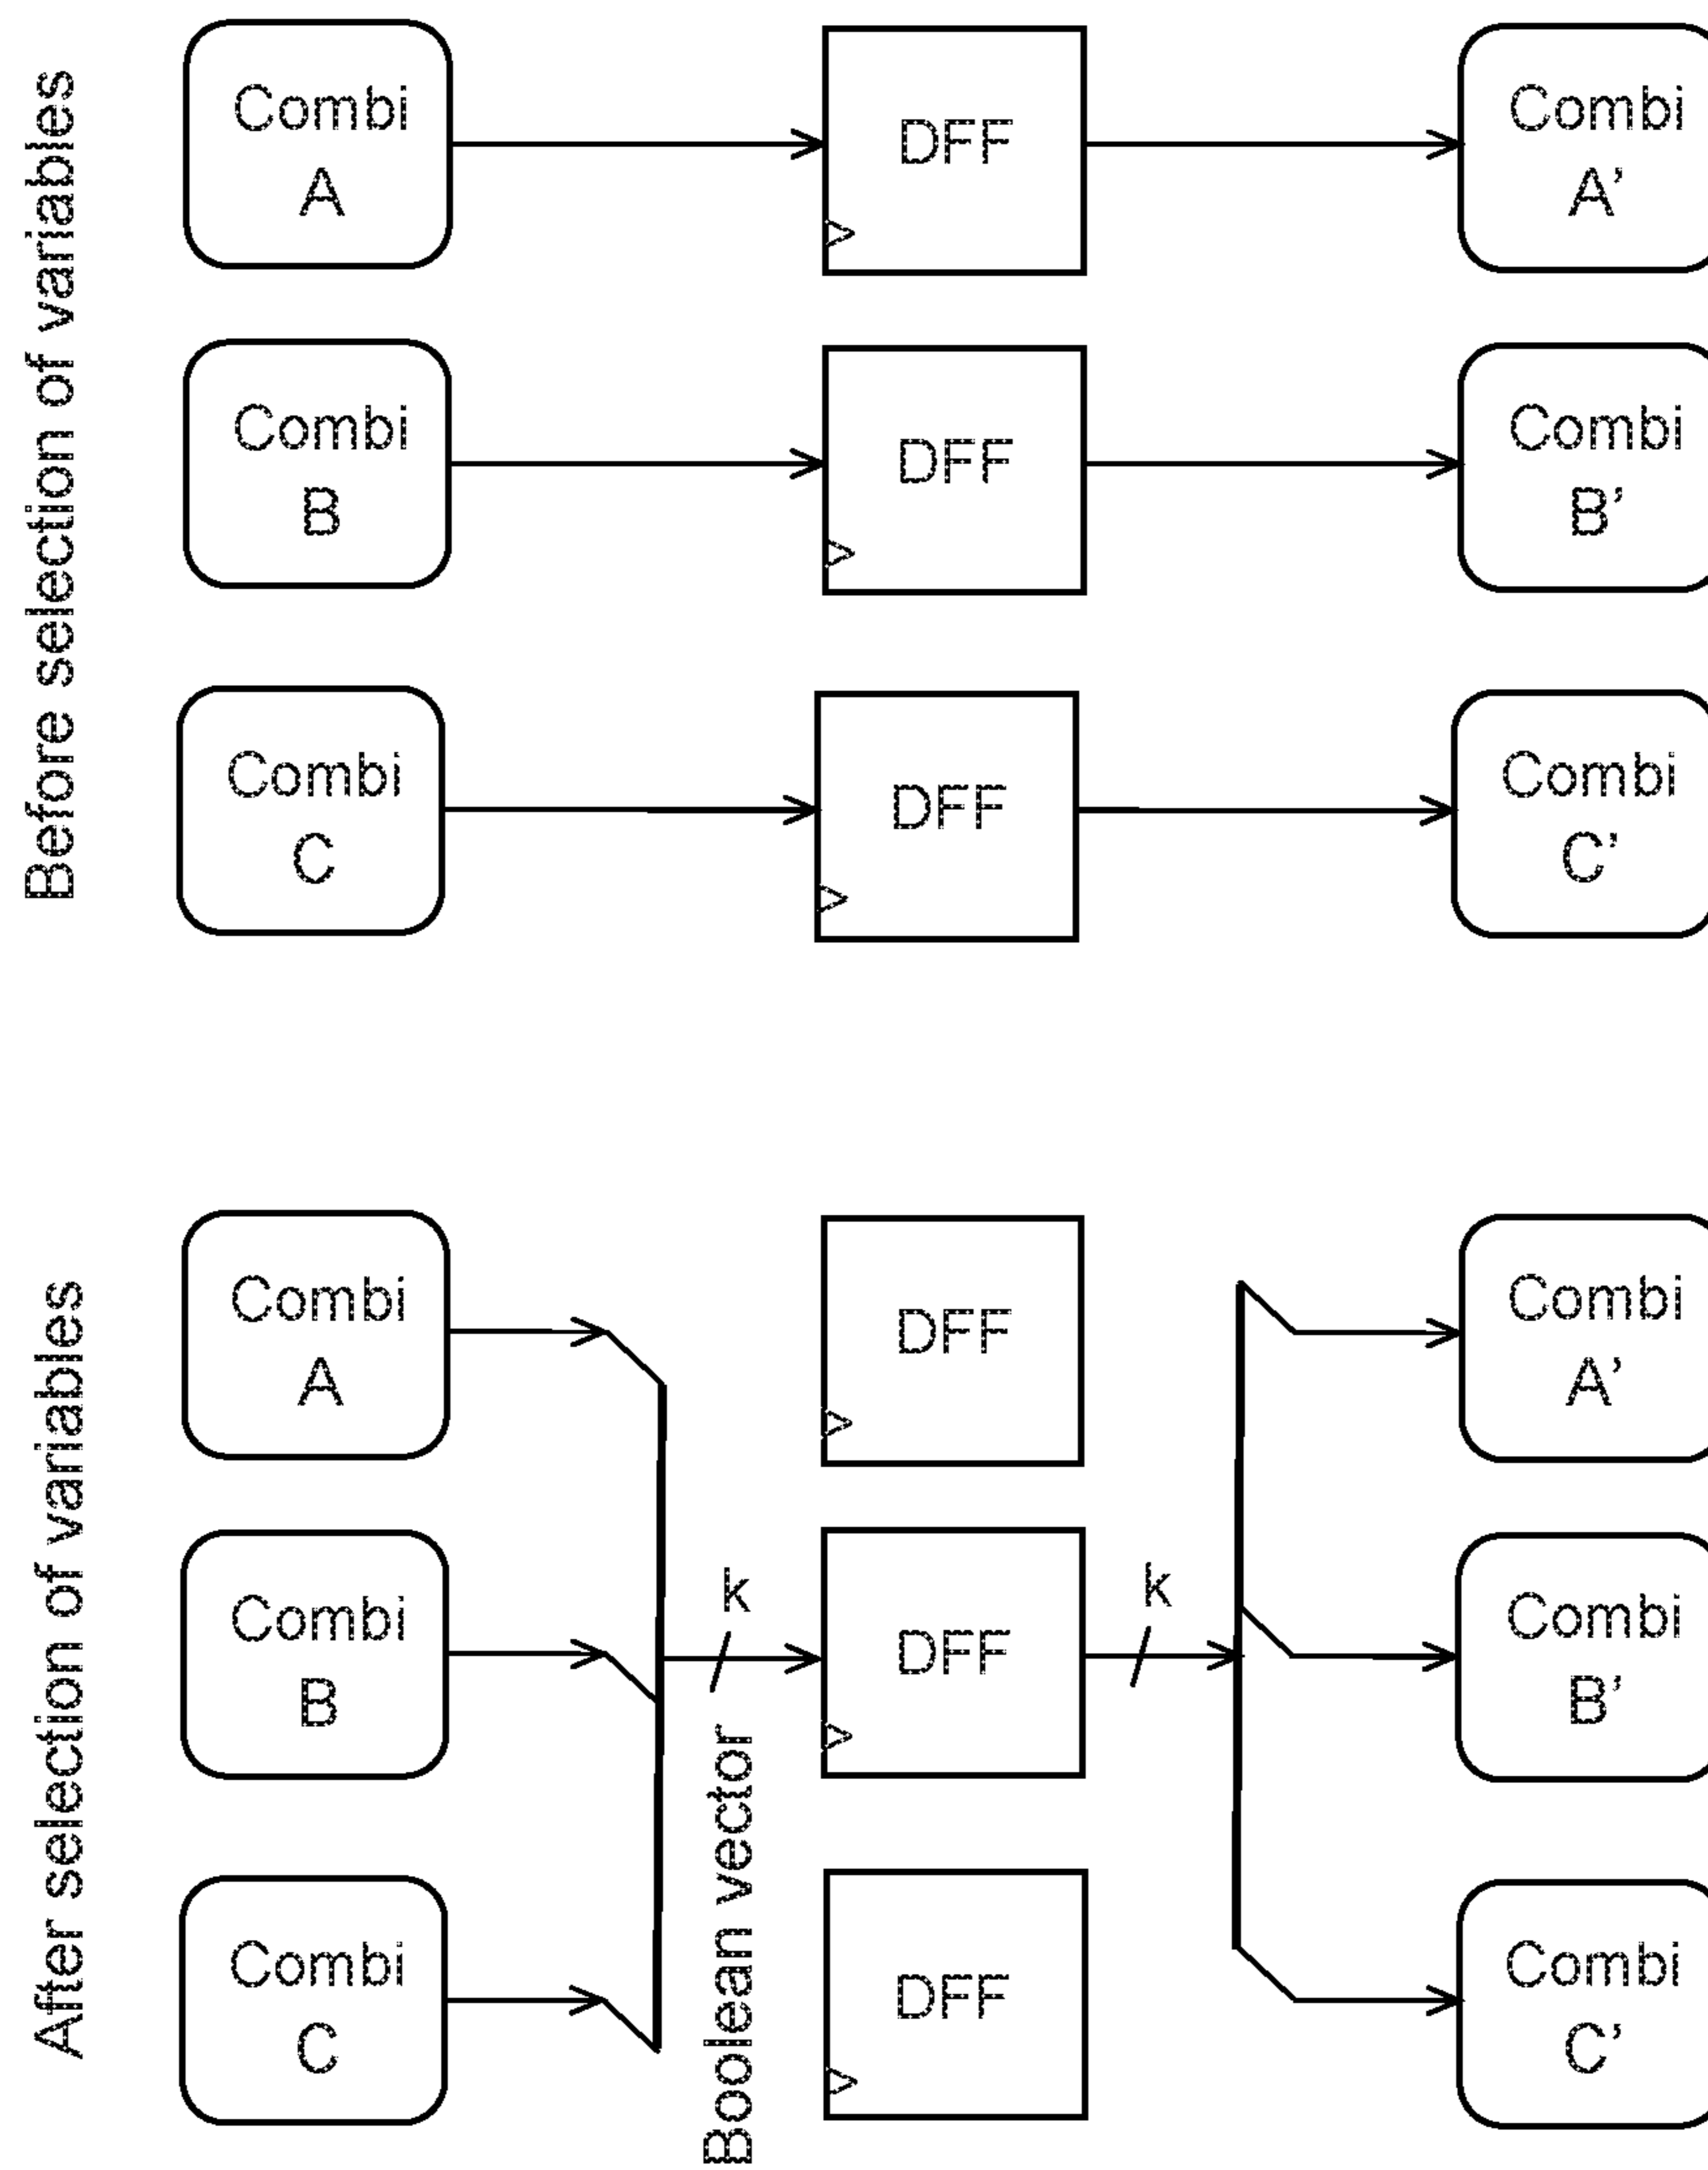 Before selection of variables
Combi
A
DFF
Combi
A’
Combi
B
DFF
Combi
B’
Combi
C
DFF
Combi
C’
After selection of variables
Combi
A
DFF
Combi
A’
Combi
B
k
DFF
k
Combi
B’
Boolean vector
Combi
C
DFF
Combi
C’